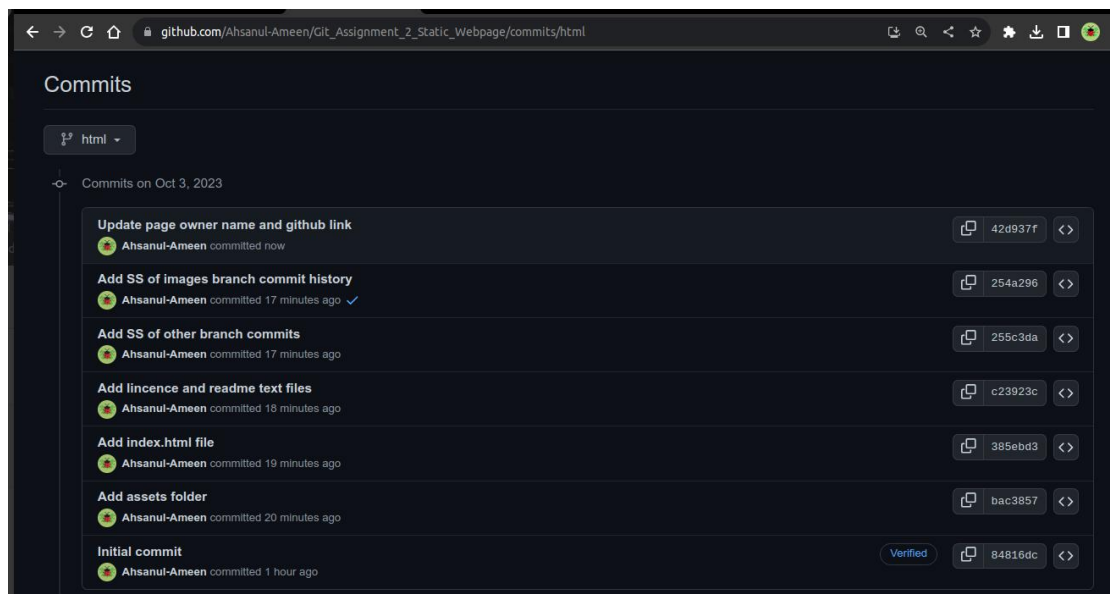 github.com/Ahsanul-Ameen/Git_Assignment_2_Static_Webpage/commits/html
Commits
html
Commits on Oct 3, 2023
Update page owner name and github link
42d937f
Ahsanul-Ameen committed now
Add SS of images branch commit history
254a296
Ahsanul-Ameen committed 17 minutes ago
Add SS of other branch commits
255c3da
Ahsanul-Ameen committed 17 minutes ago
Add lincence and readme text files
c23923c
Ahsanul-Ameen committed 18 minutes ago
Add index.html file
385ebd3
Ahsanul-Ameen committed 19 minutes ago
Add assets folder
bac3857
Ahsanul-Ameen committed 20 minutes ago
Initial commit
Verified 84816dc
Ahsanul-Ameen committed 1 hour ago